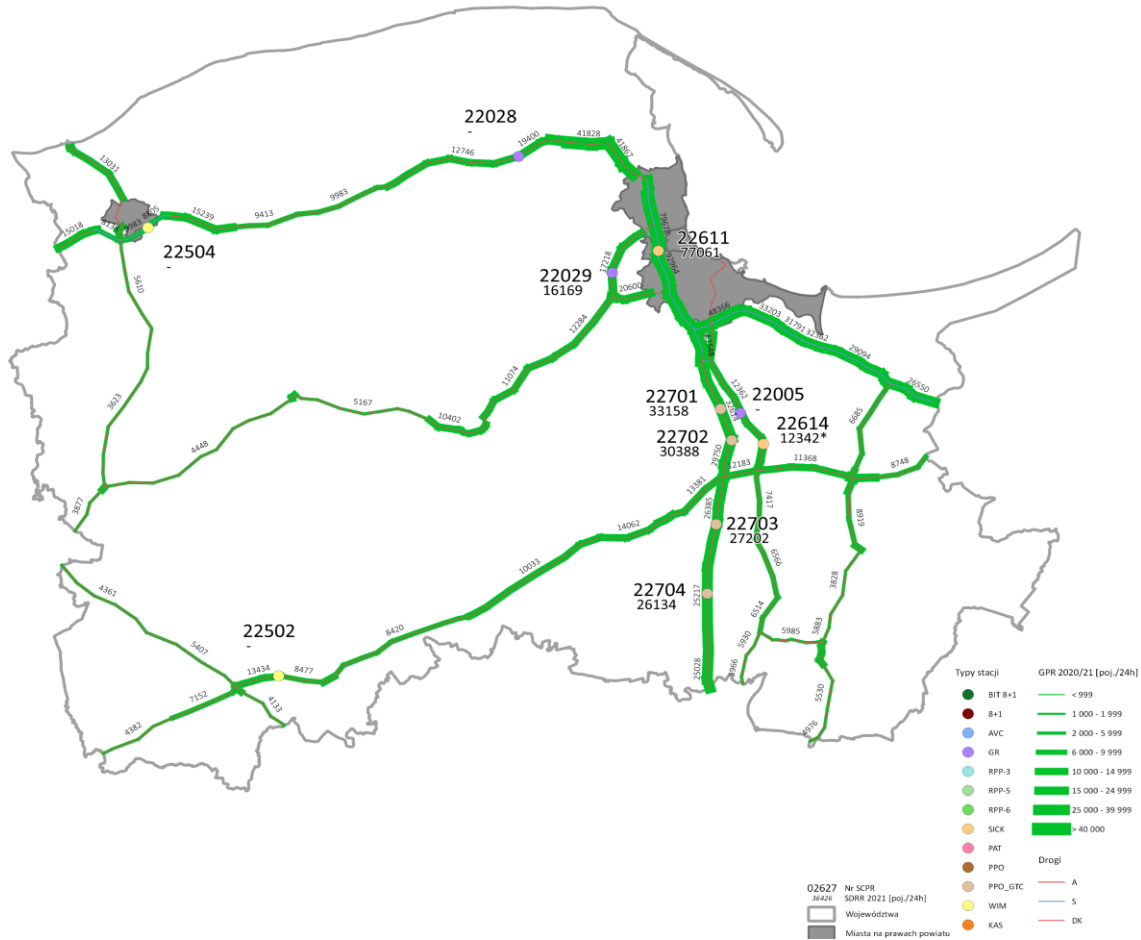 22028
-
19400
41828
41867
12746
13031
9983
15239
9413
15018
22504
-
79678
22611
77061
92964
22029
16169
17218
20600
12284
5610
48366
33203
31791
32362
29094
26550
3623
11074
5167
10402
4448
3877
22701
33158
12362
32614
22005
-
22614
12342*
22702
30388
29750
6685
12183
11368
8748
13381
7417
8919
26385
22703
27202
14062
10033
6566
3828
22704
26134
25217
4361
5407
8420
6514
5930
5985
5883
22502
-
13434
8477
7152
4133
4382
25028
5530
4976
Typy stacji
BIT 8+1
8+1
AVC
GR
RPP-3
RPP-5
RPP-6
SICK
PAT
PPO
PPO_GTC
WIM
KAS
GPR 2020/21 [poj./24h]
< 999
1 000 - 1 999
2 000 - 5 999
6 000 - 9 999
10 000 - 14 999
15 000 - 24 999
25 000 - 39 999
> 40 000
Drogi
A
S
DK
02627 Nr SCPR
36426 SDRR 2021 [poj./24h]
Województwa
Miasta na prawach powiatu